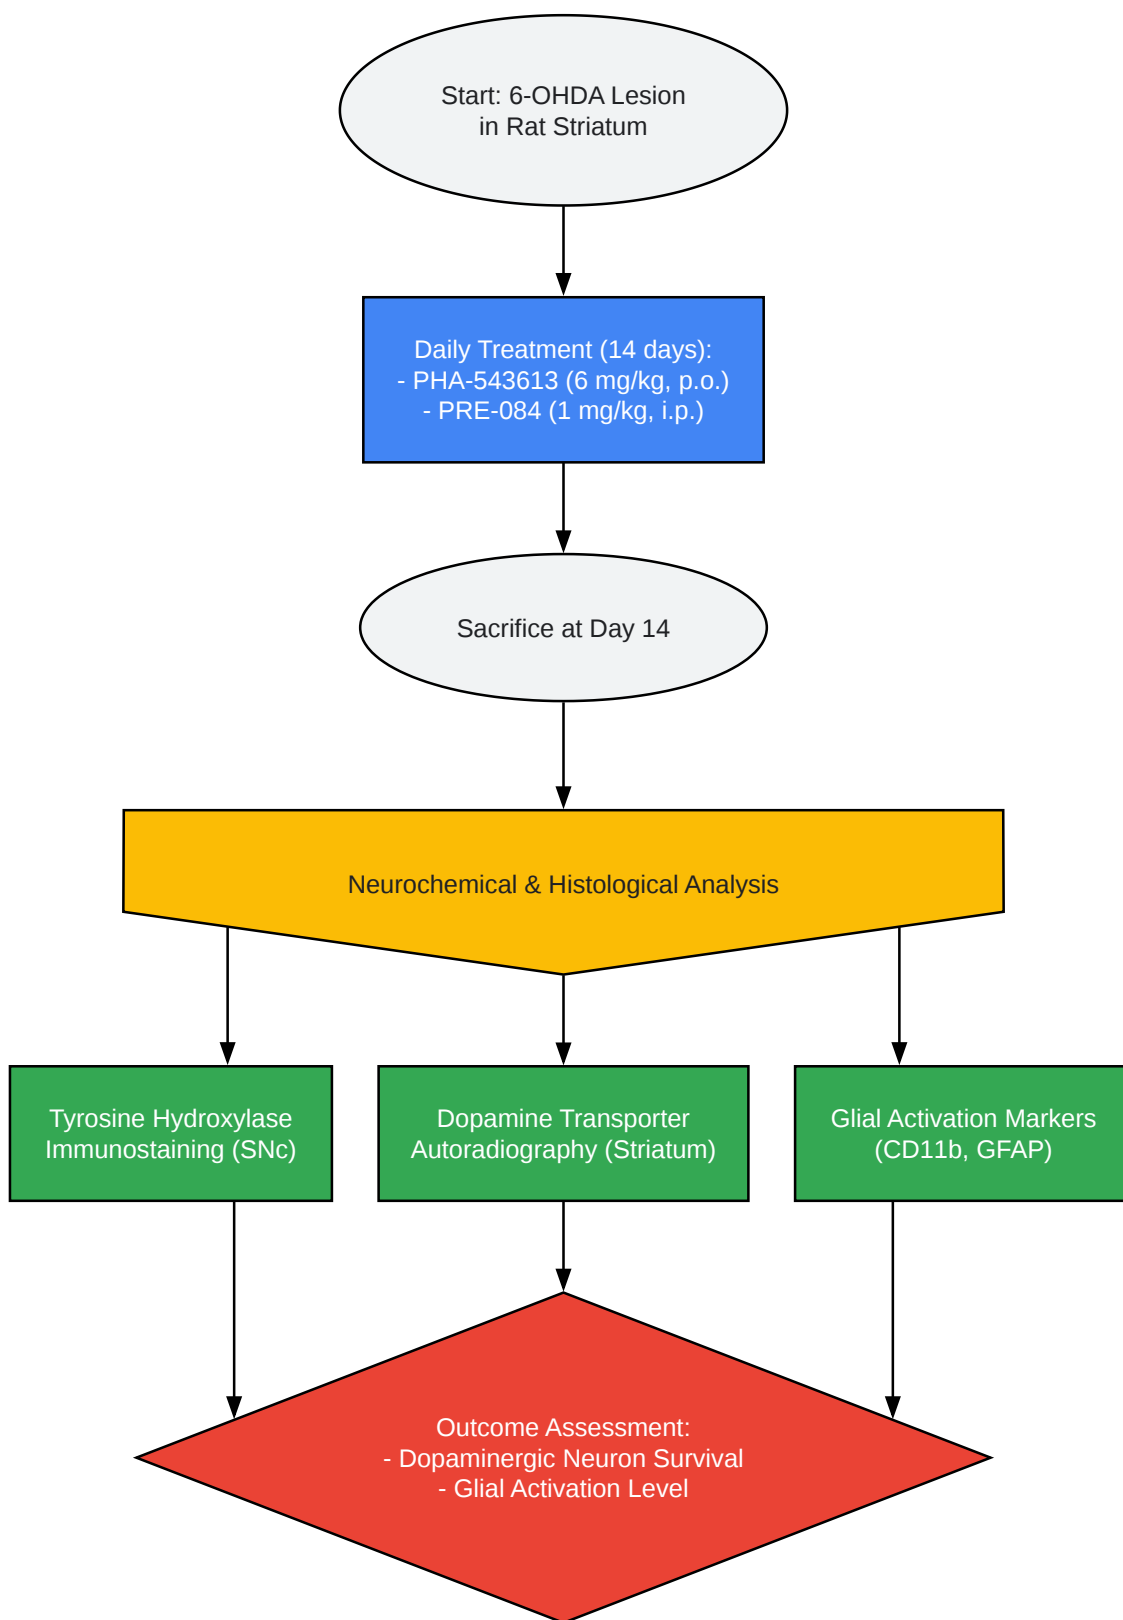 Start: 6-OHDA Lesion
in Rat Striatum
Daily Treatment (14 days):
- PHA-543613 (6 mg/kg, p.o.)
- PRE-084 (1 mg/kg, i.p.)
Sacrifice at Day 14
Neurochemical & Histological Analysis
Tyrosine Hydroxylase
Immunostaining (SNc)
Dopamine Transporter
Autoradiography (Striatum)
Glial Activation Markers
(CD11b, GFAP)
Outcome Assessment:
- Dopaminergic Neuron Survival
- Glial Activation Level